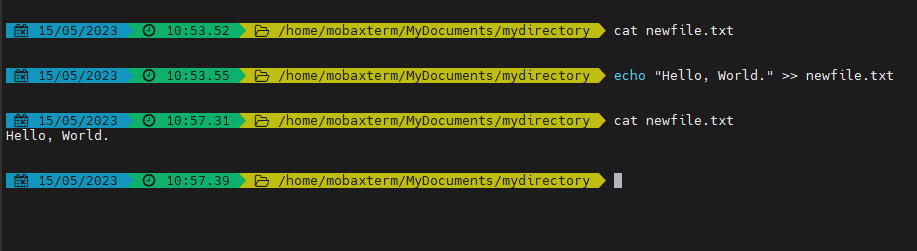 15/05/2023 10:53.52 /home/mobaxterm/MyDocuments/mydirectory cat newfile.txt
15/05/2023 10:53.55 /home/mobaxterm/MyDocuments/mydirectory echo "Hello, World." >> newfile.txt
15/05/2023 10:57.31 /home/mobaxterm/MyDocuments/mydirectory cat newfile.txt
Hello, World.
15/05/2023 10:57.39 /home/mobaxterm/MyDocuments/mydirectory